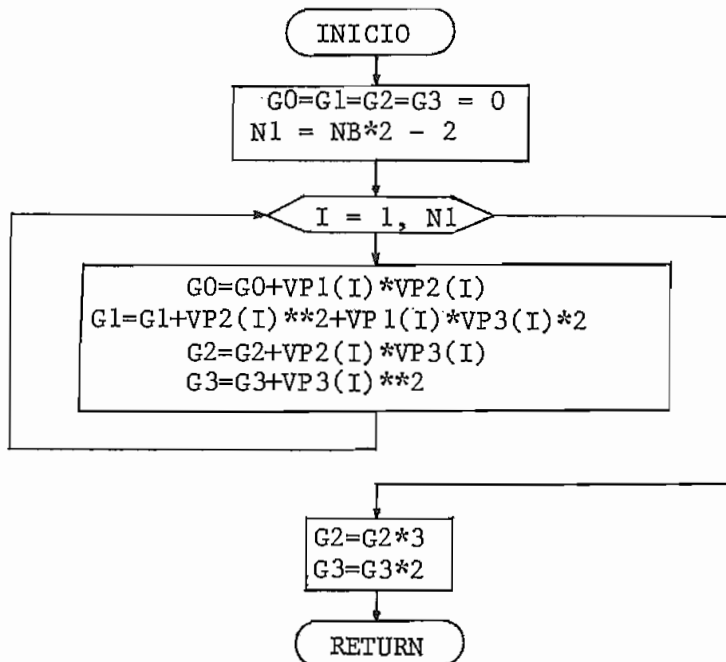 INICIO
G0=G1=G2=G3 = 0
N1 = NB*2 - 2
I = 1, N1
G0=G0+VP1(I)*VP2(I)
G1=G1+VP2(I)**2+VP1(I)*VP3(I)*2
G2=G2+VP2(I)*VP3(I)
G3=G3+VP3(I)**2
G2=G2*3
G3=G3*2
RETURN